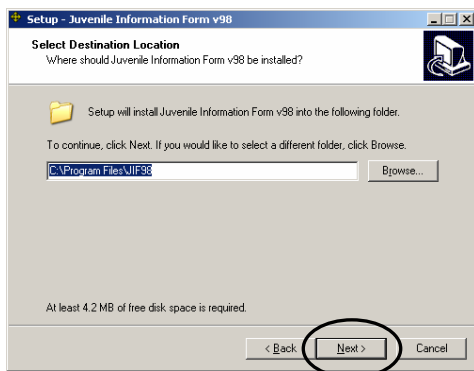 Setup - Juvenile Information Form v98
Select Destination Location
Where should Juvenile Information Form v98 be installed?
Setup will install Juvenile Information Form v98 into the following folder.
To continue, click Next. If you would like to select a different folder, click Browse.
C:\Program Files\JIF98
Browse...
At least 4.2 MB of free disk space is required.
< Back Next > Cancel